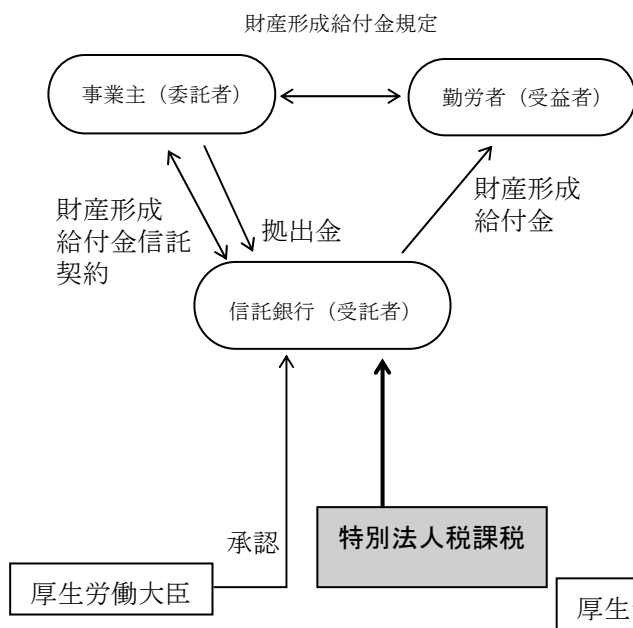 財産形成給付金規定
事業主（委託者）
勤労者（受益者）
財産形成
給付金信託
契約
拠出金
財産形成
給付金
信託銀行（受託者）
承認
特別法人税課税
厚生労働大臣
厚生